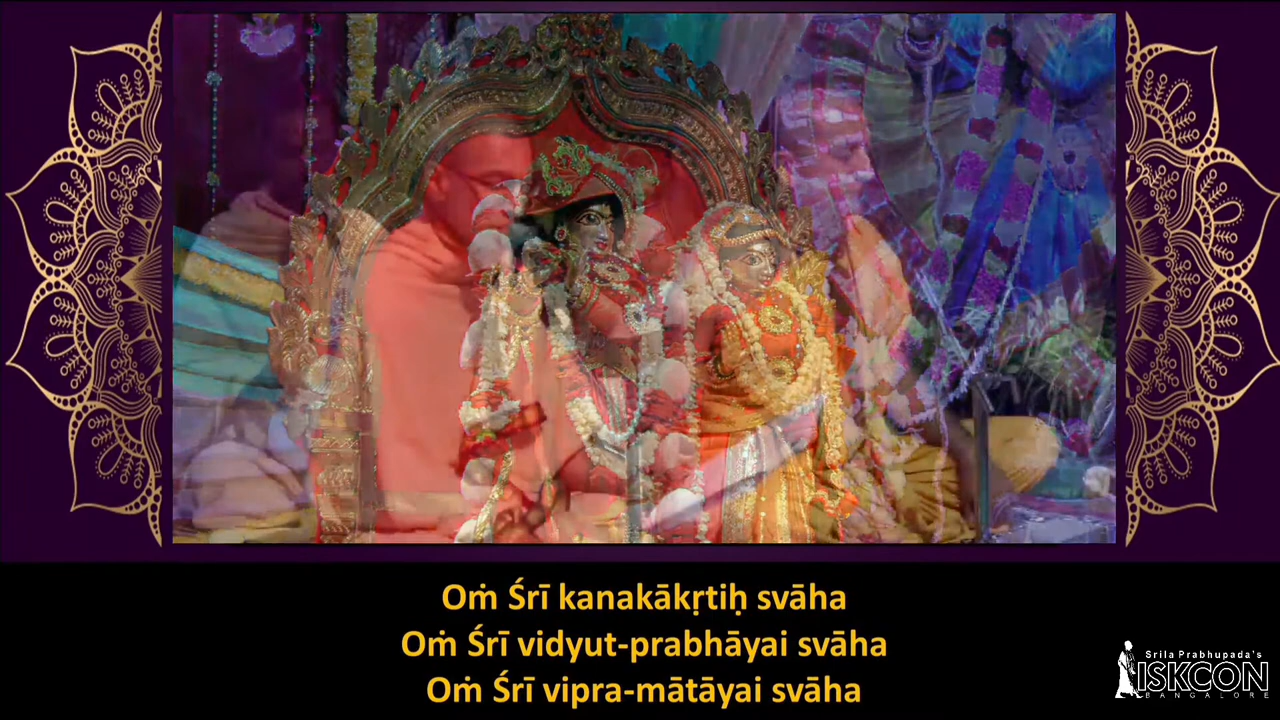 Oṁ Śrī kanakākṛtiḥ svāha
Oṁ Śrī vidyut-prabhāyai svāha
Oṁ Śrī vipra-mātāyai svāha
Srila Prabhupada's
ISKCON
BANGALORE